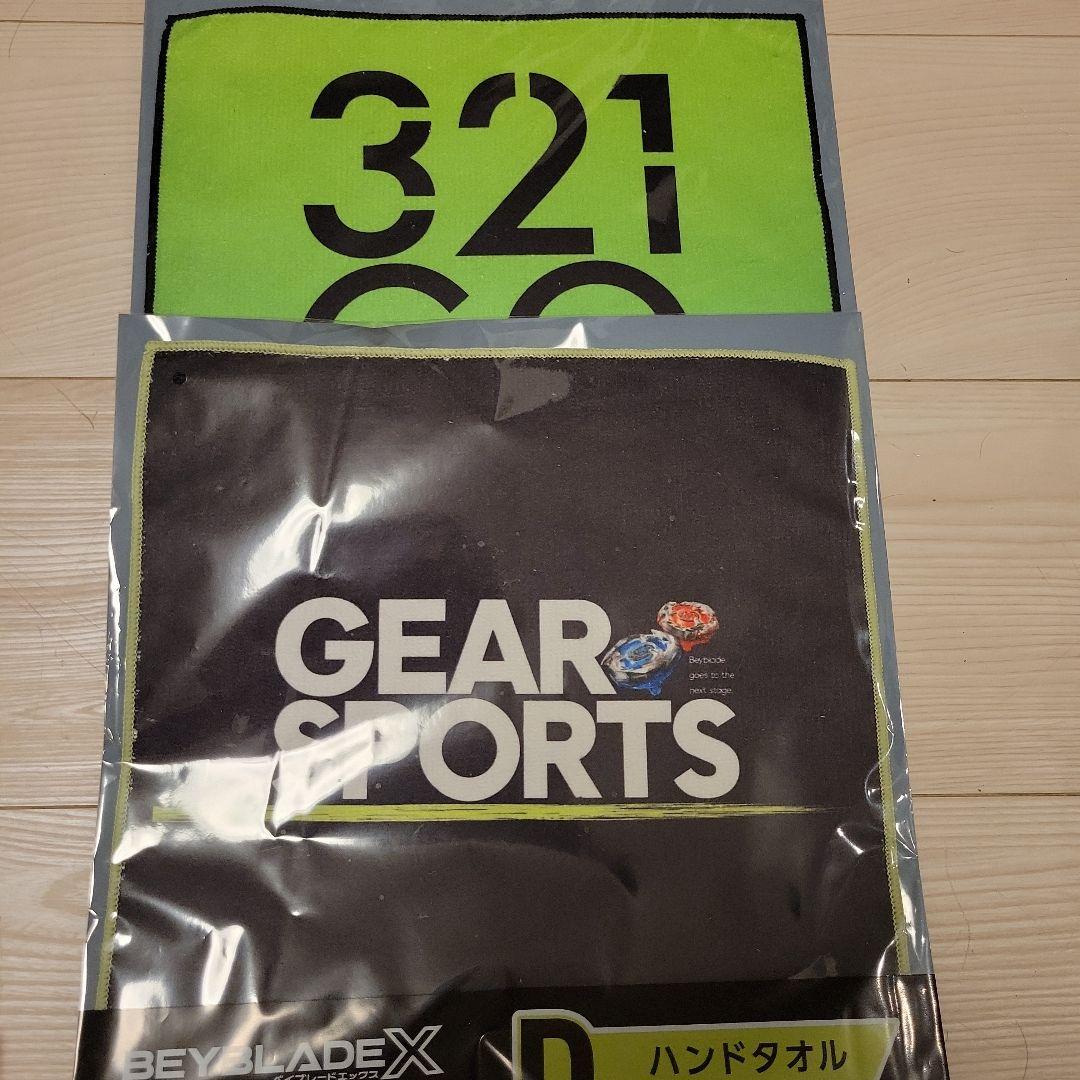 321
GO
GEAR
SPORTS
Beyblade
goes to the
next stage.
BEYBLADE X
ベイブレードエックス
D
ハンドタオル